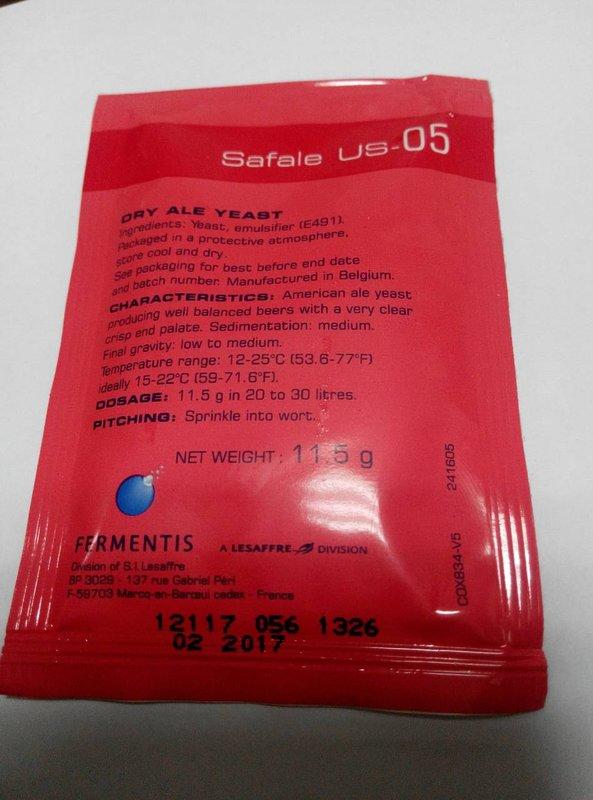 Safale US-05
DRY ALE YEAST
Ingredients: Yeast, emulsifier (E491).
Packaged in a protective atmosphere,
store cool and dry.
See packaging for best before end date
and batch number. Manufactured in Belgium.
CHARACTERISTICS: American ale yeast
producing well balanced beers with a very clear
crisp end palate. Sedimentation: medium.
Final gravity: low to medium.
Temperature range: 12-25°C (53.6-77°F)
ideally 15-22°C (59-71.6°F).
DOSAGE: 11.5 g in 20 to 30 litres.
PITCHING: Sprinkle into wort.
NET WEIGHT: 11.5 g
FERMENTIS
A LESAFFRE DIVISION
Division of S.I. Lesaffre
BP 3029 - 137 rue Gabriel Péri
F-59703 Marcq-en-Barœul cedex - France
12117 056 1326
02 2017
COX834-V5
241605